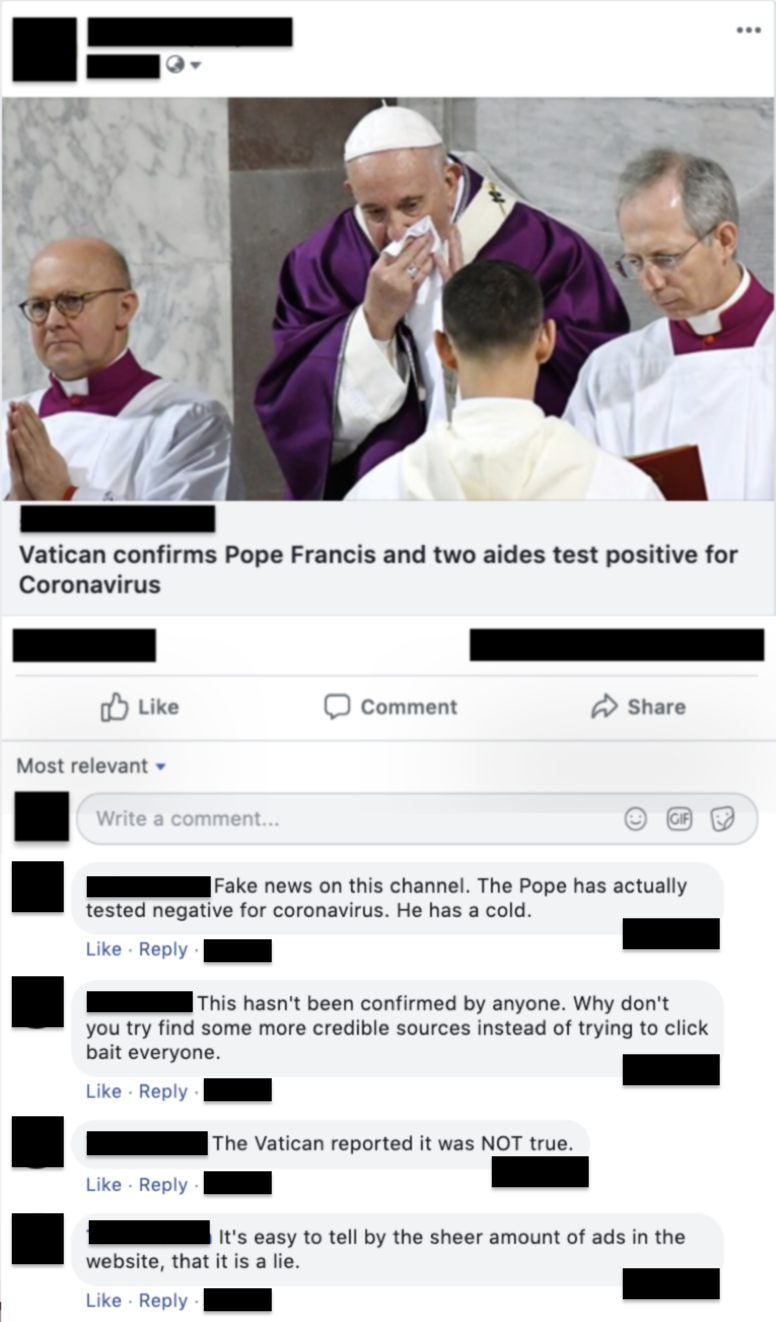 Vatican confirms Pope Francis and two aides test positive for
Coronavirus
Like
Comment
Share
Most relevant
Write a comment...
GIF
Fake news on this channel. The Pope has actually
tested negative for coronavirus. He has a cold.
Like · Reply ·
This hasn't been confirmed by anyone. Why don't
you try find some more credible sources instead of trying to click
bait everyone.
Like · Reply ·
The Vatican reported it was NOT true.
Like · Reply ·
It's easy to tell by the sheer amount of ads in the
website, that it is a lie.
Like · Reply ·